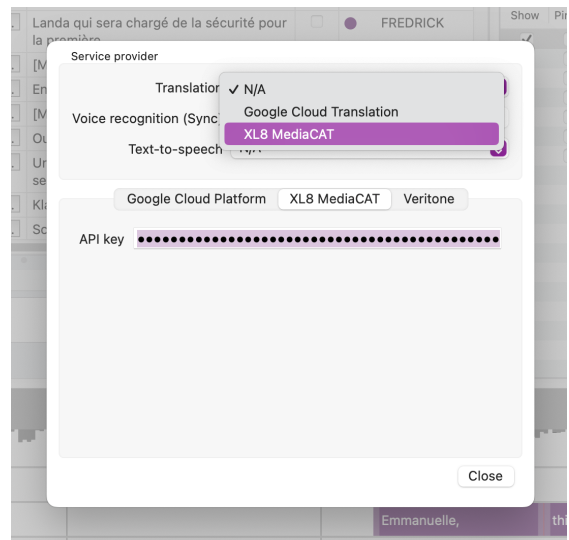 Landa qui sera chargé de la sécurité pour
la première
FREDRICK
Show
Service provider
Translation
✓ N/A
Google Cloud Translation
XL8 MediaCAT
Voice recognition (Sync
Text-to-speech
Google Cloud Platform
XL8 MediaCAT
Veritone
API key
●●●●●●●●●●●●●●●●●●●●●●●●●●●●●●●●●●●●●●●●●●●●
Close
Emmanuelle,